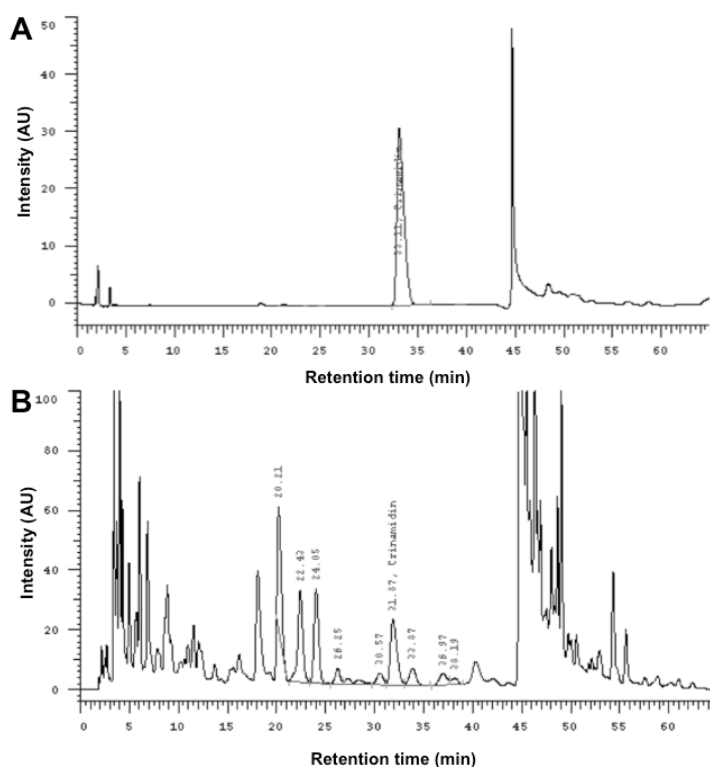 A
Intensity (AU)
50
40
30
20
10
0
33.11, Crinamidin
0 5 10 15 20 25 30 35 40 45 50 55 60
Retention time (min)
B
Intensity (AU)
100
80
60
40
20
0
20.21
22.43
24.05
26.25
30.57
31.87, Crinamidin
33.87
36.97
38.19
0 5 10 15 20 25 30 35 40 45 50 55 60
Retention time (min)